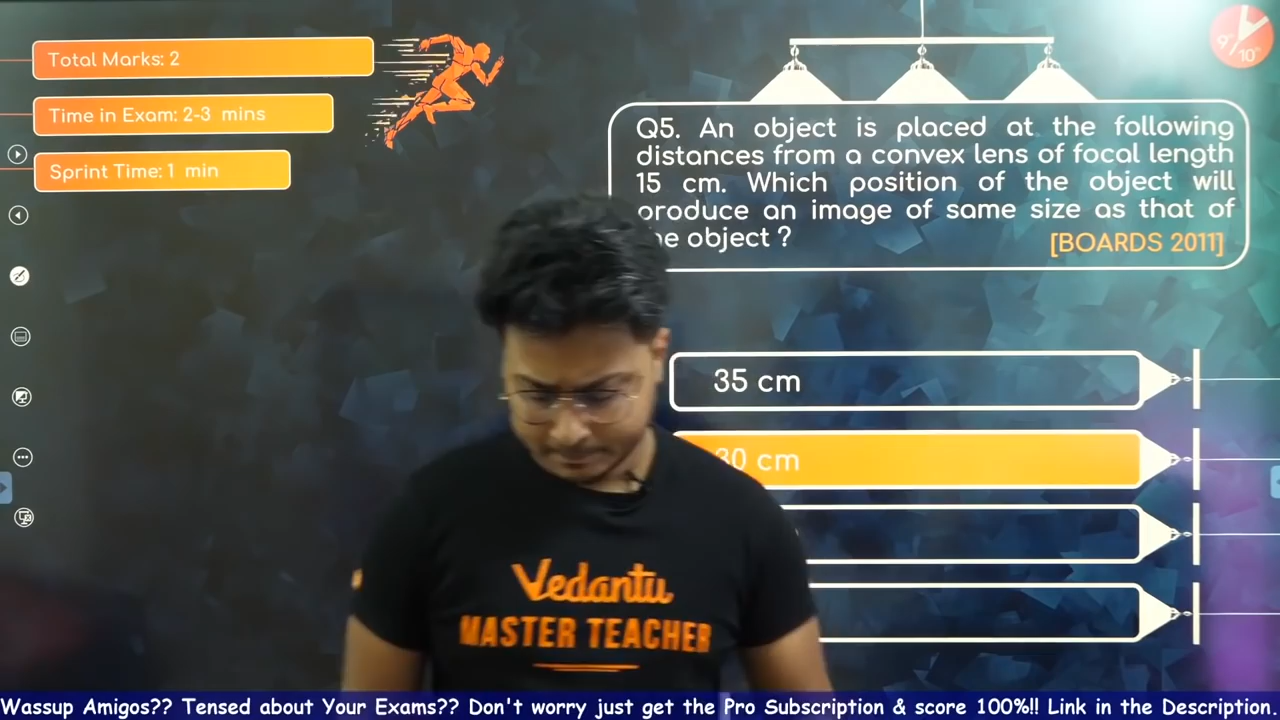 Total Marks: 2
Time in Exam: 2-3 mins
Sprint Time: 1 min
9th
10th
Q5. An object is placed at the following
distances from a convex lens of focal length
15 cm. Which position of the object will
produce an image of same size as that of
object ?
[BOARDS 2011]
35 cm
30 cm
Vedantu
MASTER TEACHER
Wassup Amigos?? Tensed about Your Exams?? Don't worry just get the Pro Subscription & score 100%!! Link in the Description.